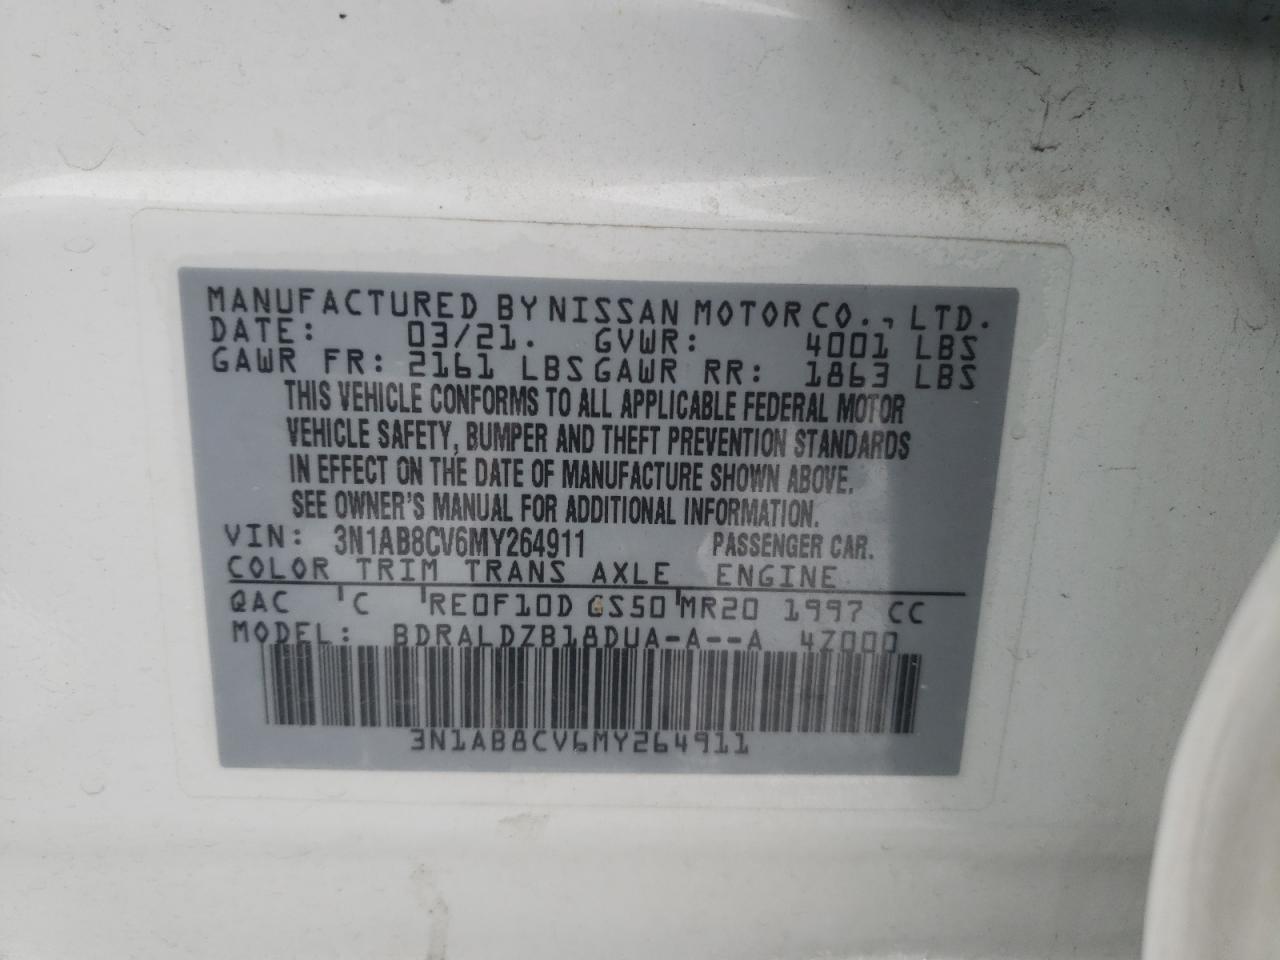 MANUFACTURED BY NISSAN MOTOR CO., LTD.
DATE: 03/21. GVWR: 4001 LBS
GAWR FR: 2161 LBS GAWR RR: 1863 LBS
THIS VEHICLE CONFORMS TO ALL APPLICABLE FEDERAL MOTOR
VEHICLE SAFETY, BUMPER AND THEFT PREVENTION STANDARDS
IN EFFECT ON THE DATE OF MANUFACTURE SHOWN ABOVE.
SEE OWNER'S MANUAL FOR ADDITIONAL INFORMATION.
VIN: 3N1AB8CV6MY264911 PASSENGER CAR.
COLOR TRIM TRANS AXLE ENGINE
QAC 'C 'RE0F10D GS50'MR20 1997 CC
MODEL: BDRALDZB18DUA-A--A 4Z000
3N1AB8CV6MY264911